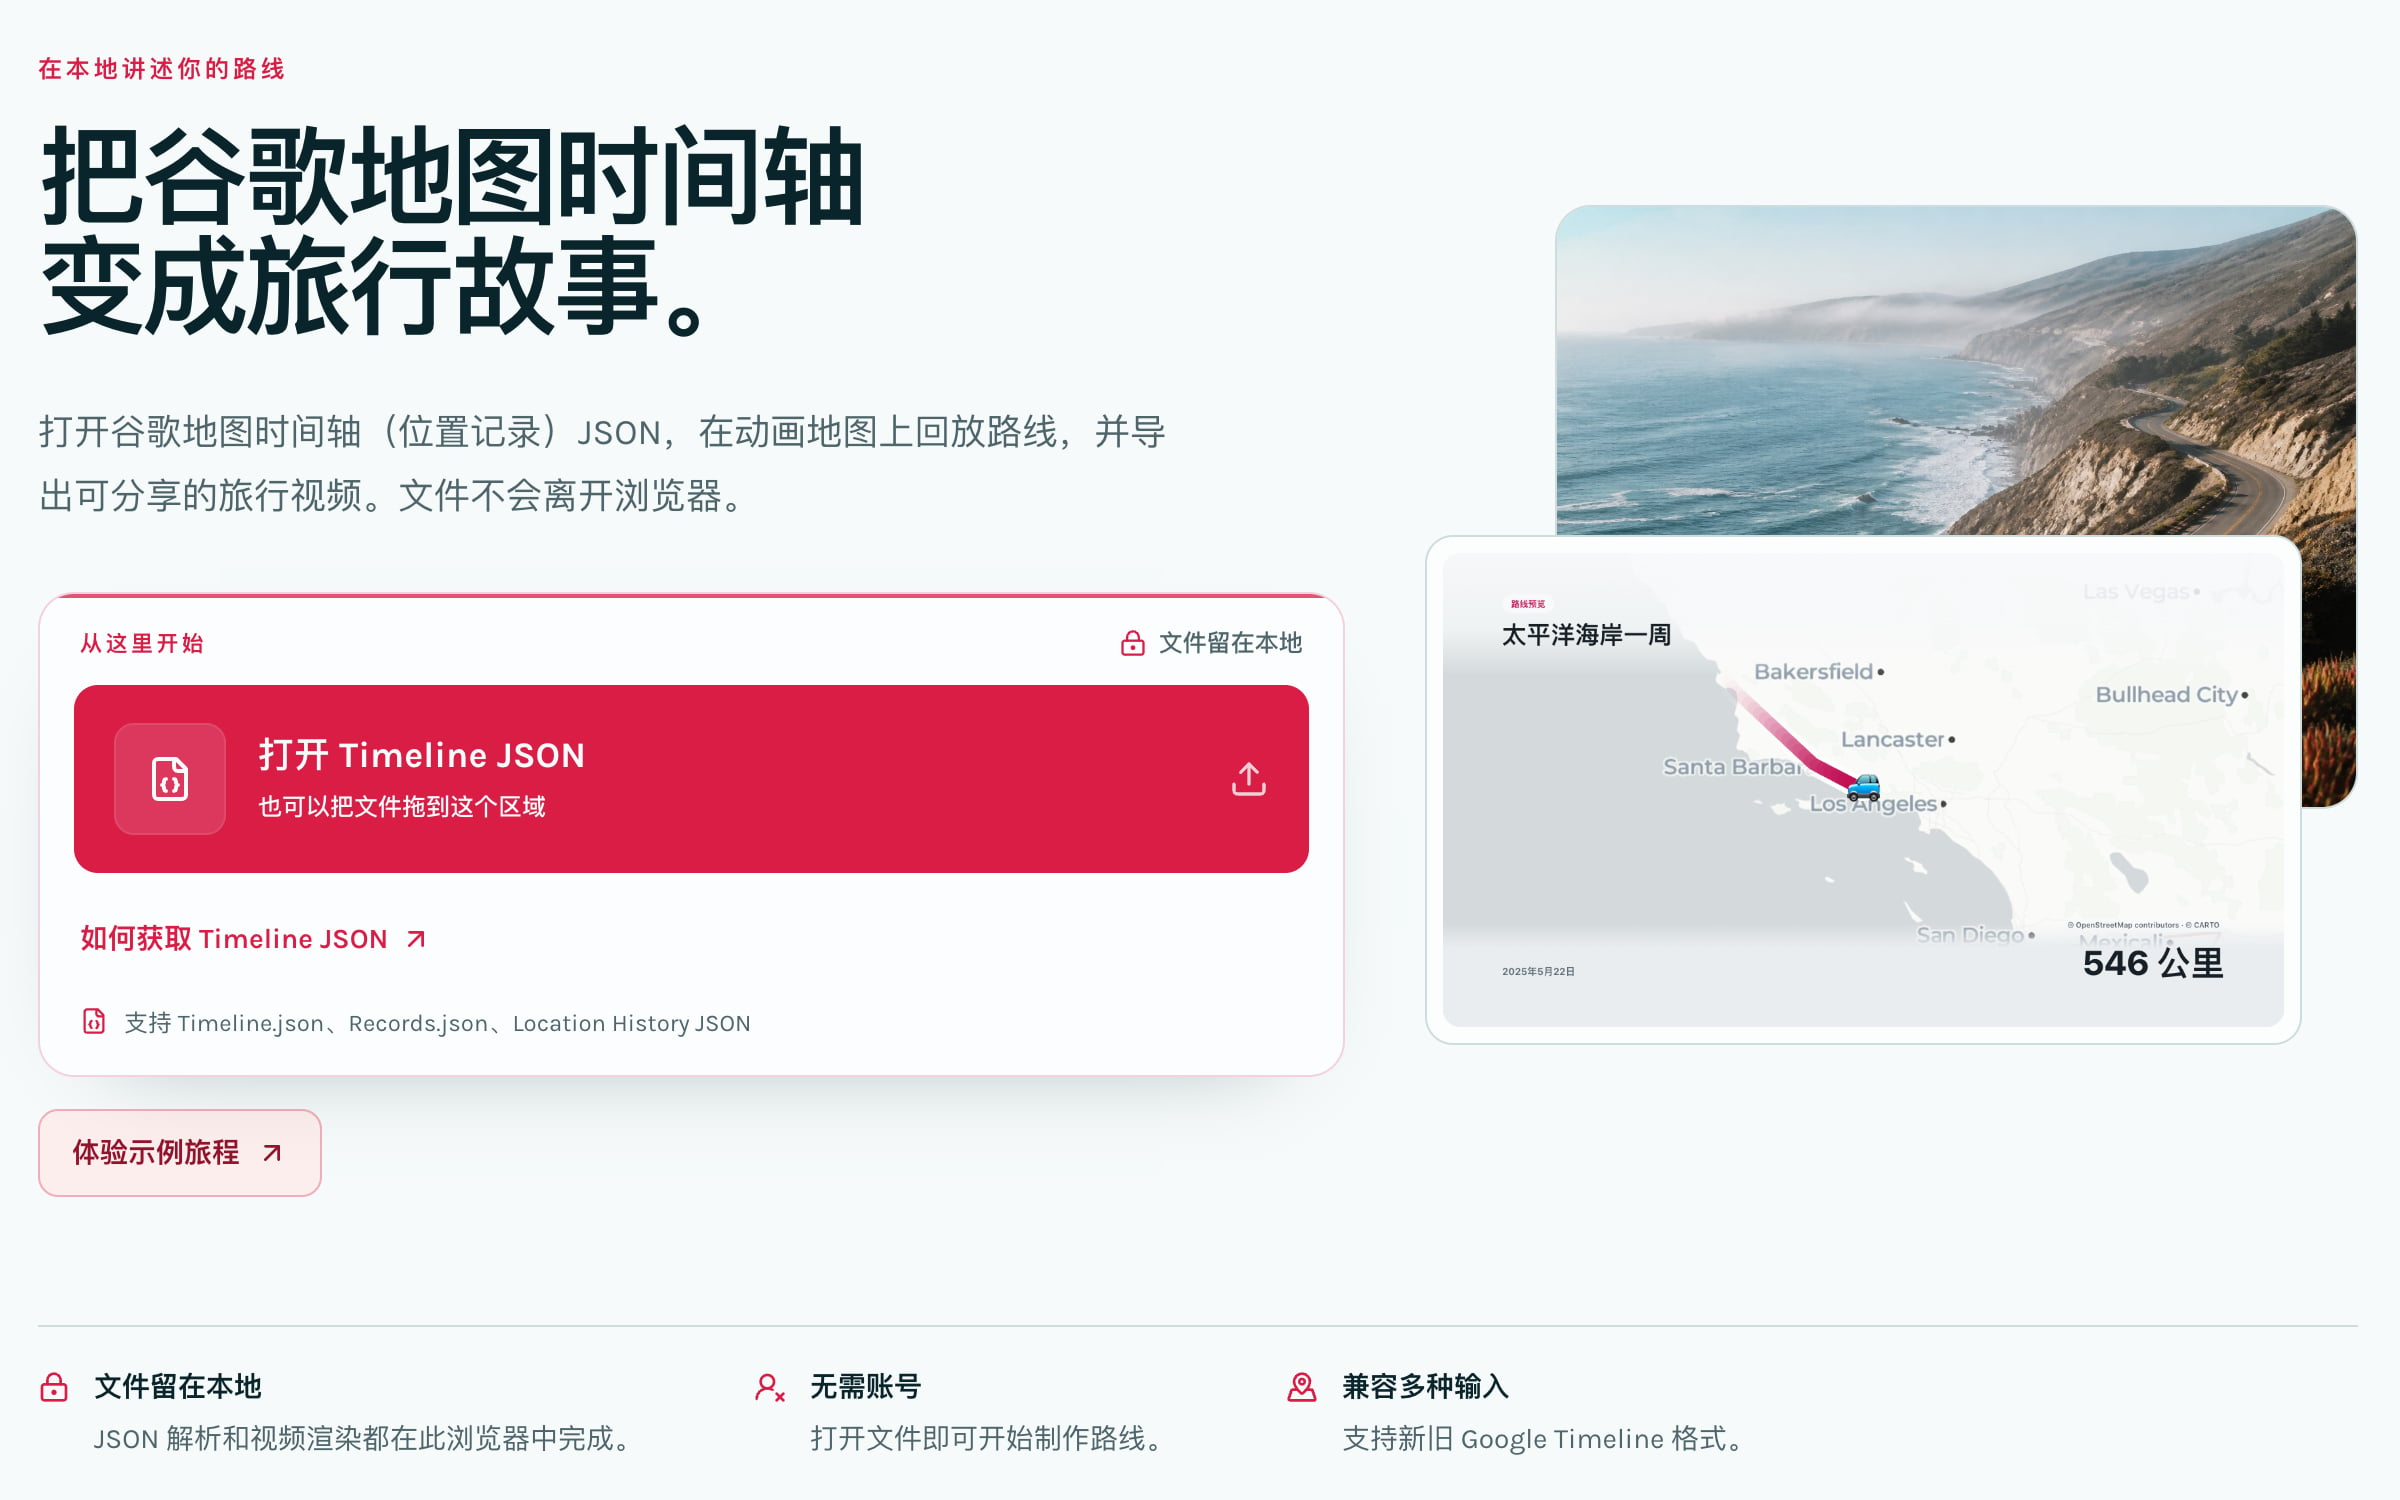 在本地讲述你的路线
把谷歌地图时间轴
变成旅行故事。
打开谷歌地图时间轴（位置记录）JSON，在动画地图上回放路线，并导
出可分享的旅行视频。文件不会离开浏览器。
从这里开始
文件留在本地
打开 Timeline JSON
也可以把文件拖到这个区域
如何获取 Timeline JSON
支持 Timeline.json、Records.json、Location History JSON
体验示例旅程
路线预览
太平洋海岸一周
Las Vegas
Bakersfield
Bullhead City
Lancaster
Santa Barbar
Los Angeles
San Diego
© OpenStreetMap contributors · © CARTO
Mexicali
546 公里
2025年5月22日
文件留在本地
JSON 解析和视频渲染都在此浏览器中完成。
无需账号
打开文件即可开始制作路线。
兼容多种输入
支持新旧 Google Timeline 格式。